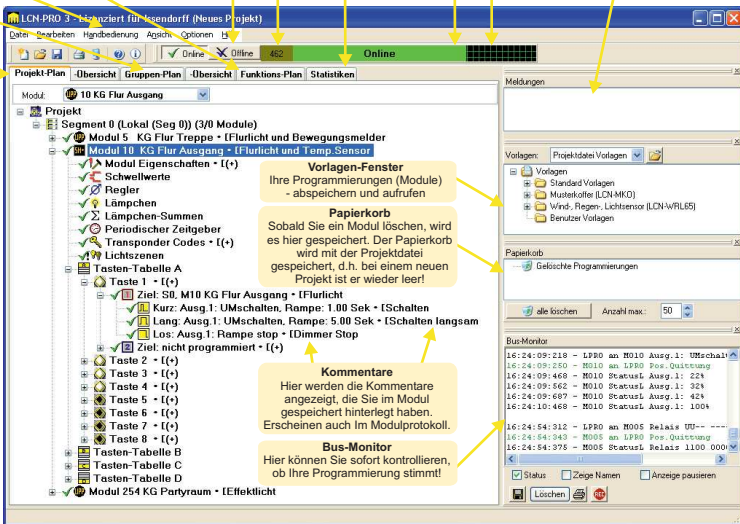 LCN-PRO 3 - Lizenziert für Issendorff (Neues Projekt)
Datei Bearbeiten Handbedienung Ansicht Optionen
Online Offline 462 Online
Projekt-Plan -Übersicht Gruppen-Plan -Übersicht Funktions-Plan Statistiken
Modul: 10 KG Flur Ausgang
Projekt
Segment 0 (Lokal (Seg 0)) (3/0 Module)
Modul 5 KG Flur Treppe • [Flurlicht und Bewegungsmelder
Modul 10 KG Flur Ausgang • [Flurlicht und Temp.Sensor
Modul Eigenschaften • [(+)
Schwellwerte
Regler
Lämpchen
Lämpchen-Summen
Periodischer Zeitgeber
Transponder Codes • [(+)
Lichtszenen
Tasten-Tabelle A
Taste 1 • [(+)
1 Ziel: S0, M10 KG Flur Ausgang • [Flurlicht
Kurz: Ausg.1: UMschalten, Rampe: 1.00 Sek • [Schalten
Lang: Ausg.1: UMschalten, Rampe: 5.00 Sek • [Schalten langsam
Los: Ausg.1: Rampe stop • [Dimmer Stop
2 Ziel: nicht programmiert • [(+)
Taste 2 • [(+)
Taste 3 • [(+)
Taste 4 • [(+)
Taste 5 • [(+)
Taste 6 • [(+)
Taste 7 • [(+)
Taste 8 • [(+)
Tasten-Tabelle B
Tasten-Tabelle C
Tasten-Tabelle D
Modul 254 KG Partyraum • [Effektlicht
Vorlagen-Fenster
Ihre Programmierungen (Module)
- abspeichern und aufrufen
Papierkorb
Sobald Sie ein Modul löschen, wird
es hier gespeichert. Der Papierkorb
wird mit der Projektdatei
gespeichert, d.h. bei einem neuen
Projekt ist er wieder leer!
Kommentare
Hier werden die Kommentare
angezeigt, die Sie im Modul
gespeichert hinterlegt haben.
Erscheinen auch Im Modulprotokoll.
Bus-Monitor
Hier können Sie sofort kontrollieren,
ob Ihre Programmierung stimmt!
Meldungen
Vorlagen: Projektdatei Vorlagen
Vorlagen
Standard Vorlagen
Musterkoffer (LCN-MKO)
Wind-, Regen-, Lichtsensor (LCN-WRL65)
Benutzer Vorlagen
Papierkorb
Gelöschte Programmierungen
alle löschen Anzahl max.: 50
Bus-Monitor
16:24:09:218 - LPRO an M010 Ausg.1: UMschalt
16:24:09:250 - M010 an LPRO Pos.Quittung
16:24:09:468 - M010 StatusL Ausg.1: 22%
16:24:09:562 - M010 StatusL Ausg.1: 32%
16:24:09:687 - M010 StatusL Ausg.1: 42%
16:24:10:468 - M010 StatusL Ausg.1: 100%
16:24:54:312 - LPRO an M005 Relais UU-- ----
16:24:54:343 - M005 an LPRO Pos.Quittung
16:24:54:375 - M005 StatusL Relais 1100 0000
Status Zeige Namen Anzeige pausieren
Löschen